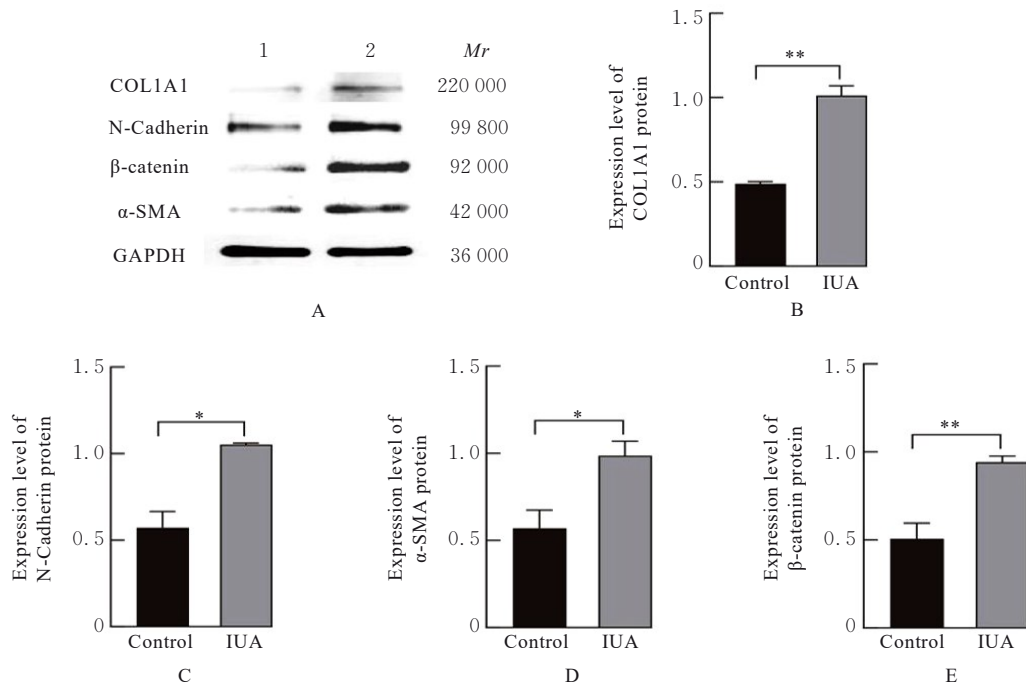 1 2 Mr
COL1A1 220 000
N-Cadherin 99 800
β-catenin 92 000
α-SMA 42 000
GAPDH 36 000
A
Expression level of
COL1A1 protein
1.5
1.0
0.5
0
**
Control IUA
B
Expression level of
N-Cadherin protein
1.5
1.0
0.5
0
*
Control IUA
C
Expression level of
α-SMA protein
1.5
1.0
0.5
0
*
Control IUA
D
Expression level of
β-catenin protein
1.5
1.0
0.5
0
**
Control IUA
E